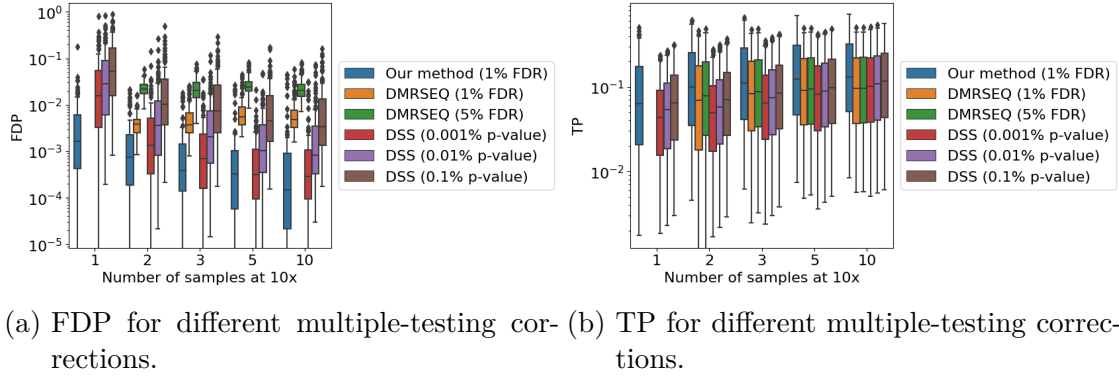 10⁰
10⁻¹
10⁻²
10⁻³
10⁻⁴
10⁻⁵
FDP
1 2 3 5 10
Number of samples at 10x
Our method (1% FDR)
DMRSEQ (1% FDR)
DMRSEQ (5% FDR)
DSS (0.001% p-value)
DSS (0.01% p-value)
DSS (0.1% p-value)
10⁻¹
10⁻²
TP
1 2 3 5 10
Number of samples at 10x
Our method (1% FDR)
DMRSEQ (1% FDR)
DMRSEQ (5% FDR)
DSS (0.001% p-value)
DSS (0.01% p-value)
DSS (0.1% p-value)
(a) FDP for different multiple-testing cor-
rections.
(b) TP for different multiple-testing correc-
tions.